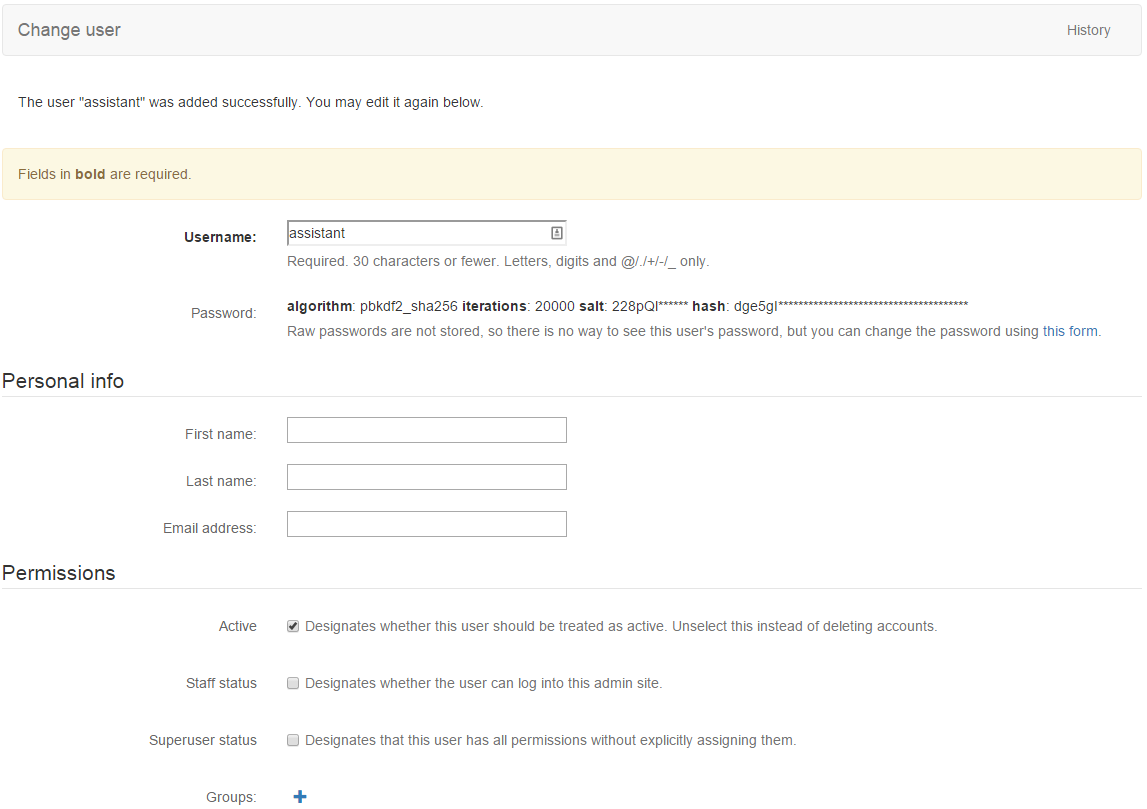 Change user
History
The user "assistant" was added successfully. You may edit it again below.
Fields in bold are required.
Username:
assistant
Required. 30 characters or fewer. Letters, digits and @/./+/-/_ only.
Password:
algorithm: pbkdf2_sha256 iterations: 20000 salt: 228pQI****** hash: dge5gI**************************************
Raw passwords are not stored, so there is no way to see this user's password, but you can change the password using this form.
Personal info
First name:
Last name:
Email address:
Permissions
Active
Designates whether this user should be treated as active. Unselect this instead of deleting accounts.
Staff status
Designates whether the user can log into this admin site.
Superuser status
Designates that this user has all permissions without explicitly assigning them.
Groups: